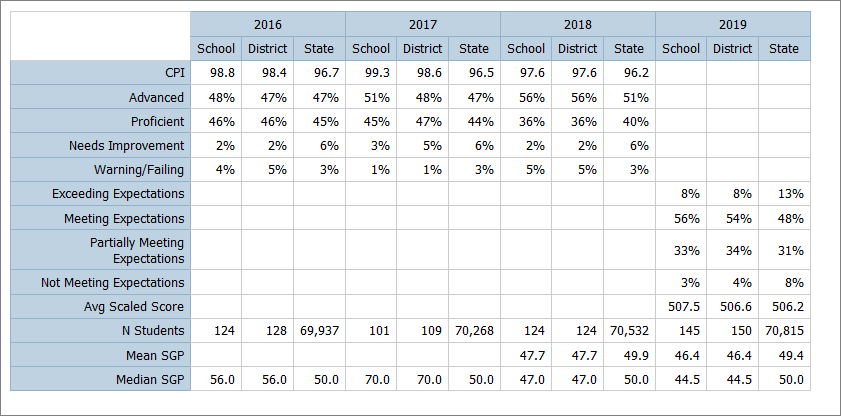 2016 2017 2018 2019
School District State School District State School District State School District State
CPI 98.8 98.4 96.7 99.3 98.6 96.5 97.6 97.6 96.2
Advanced 48% 47% 47% 51% 48% 47% 56% 56% 51%
Proficient 46% 46% 45% 45% 47% 44% 36% 36% 40%
Needs Improvement 2% 2% 6% 3% 5% 6% 2% 2% 6%
Warning/Failing 4% 5% 3% 1% 1% 3% 5% 5% 3%
Exceeding Expectations 8% 8% 13%
Meeting Expectations 56% 54% 48%
Partially Meeting
Expectations 33% 34% 31%
Not Meeting Expectations 3% 4% 8%
Avg Scaled Score 507.5 506.6 506.2
N Students 124 128 69,937 101 109 70,268 124 124 70,532 145 150 70,815
Mean SGP 47.7 47.7 49.9 46.4 46.4 49.4
Median SGP 56.0 56.0 50.0 70.0 70.0 50.0 47.0 47.0 50.0 44.5 44.5 50.0